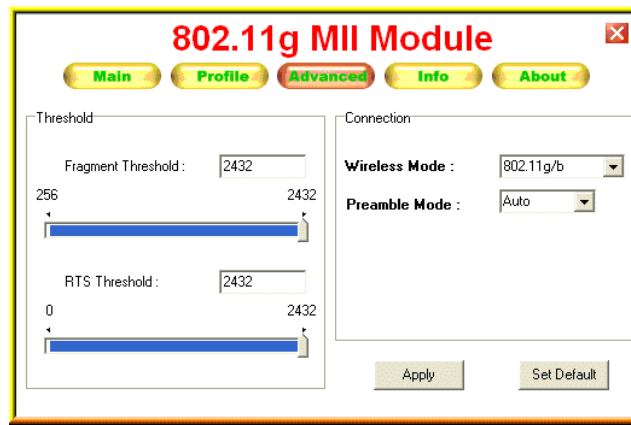 802.11g MII Module
Main Profile Advanced Info About
Threshold
Fragment Threshold : 2432
256 2432
RTS Threshold : 2432
0 2432
Connection
Wireless Mode : 802.11g/b
Preamble Mode : Auto
Apply Set Default